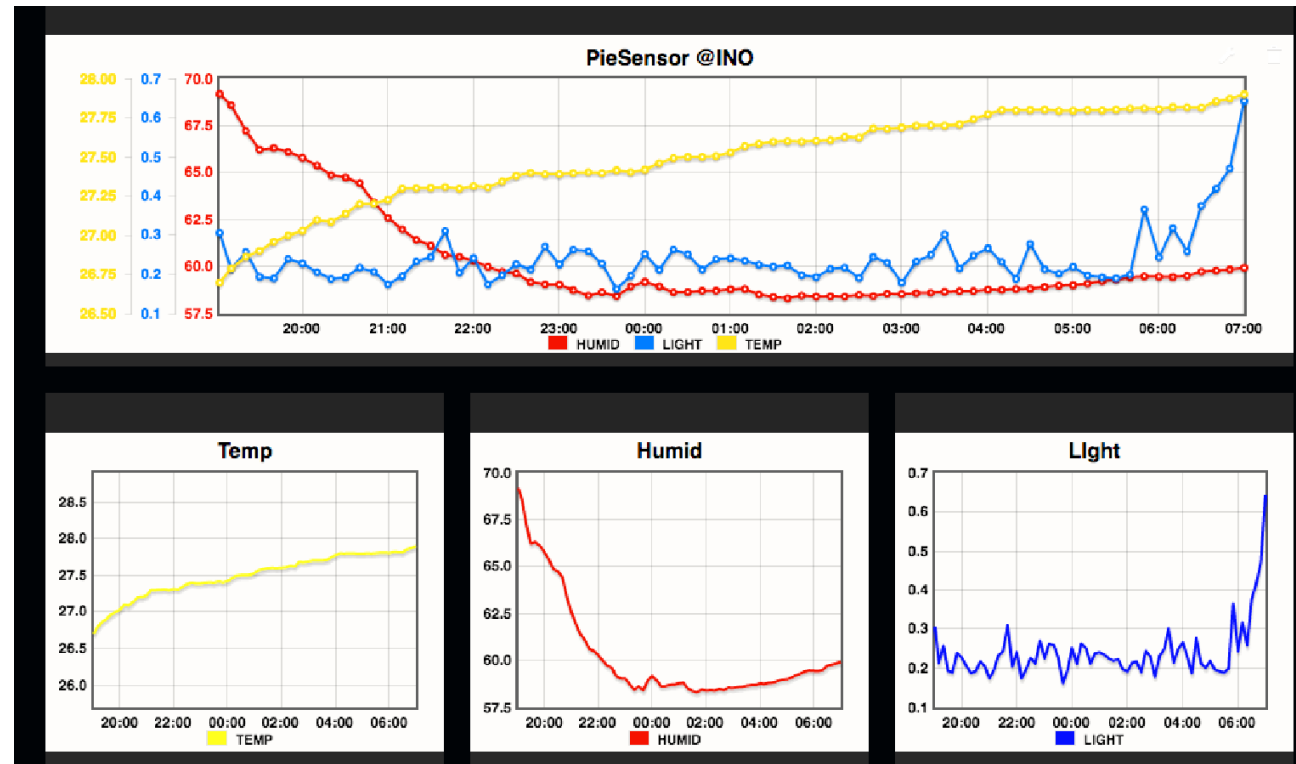 PieSensor @INO
28.00 0.7 70.0
27.75 0.6 67.5
27.50 0.5 65.0
27.25 0.4 62.5
27.00 0.3 60.0
26.75 0.2 57.5
26.50 0.1
20:00 21:00 22:00 23:00 00:00 01:00 02:00 03:00 04:00 05:00 06:00 07:00
HUMID LIGHT TEMP
Temp
28.5
28.0
27.5
27.0
26.5
26.0
20:00 22:00 00:00 02:00 04:00 06:00
TEMP
Humid
70.0
67.5
65.0
62.5
60.0
57.5
20:00 22:00 00:00 02:00 04:00 06:00
HUMID
LIght
0.7
0.6
0.5
0.4
0.3
0.2
0.1
20:00 22:00 00:00 02:00 04:00 06:00
LIGHT